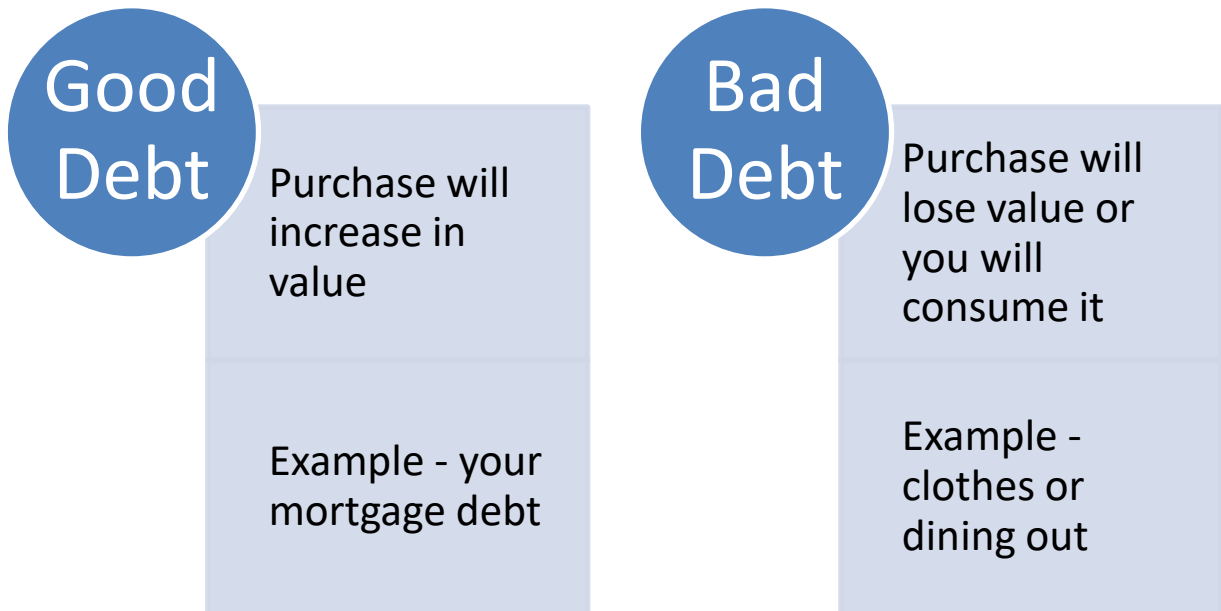 Good
Debt
Purchase will
increase in
value
Example - your
mortgage debt
Bad
Debt
Purchase will
lose value or
you will
consume it
Example -
clothes or
dining out